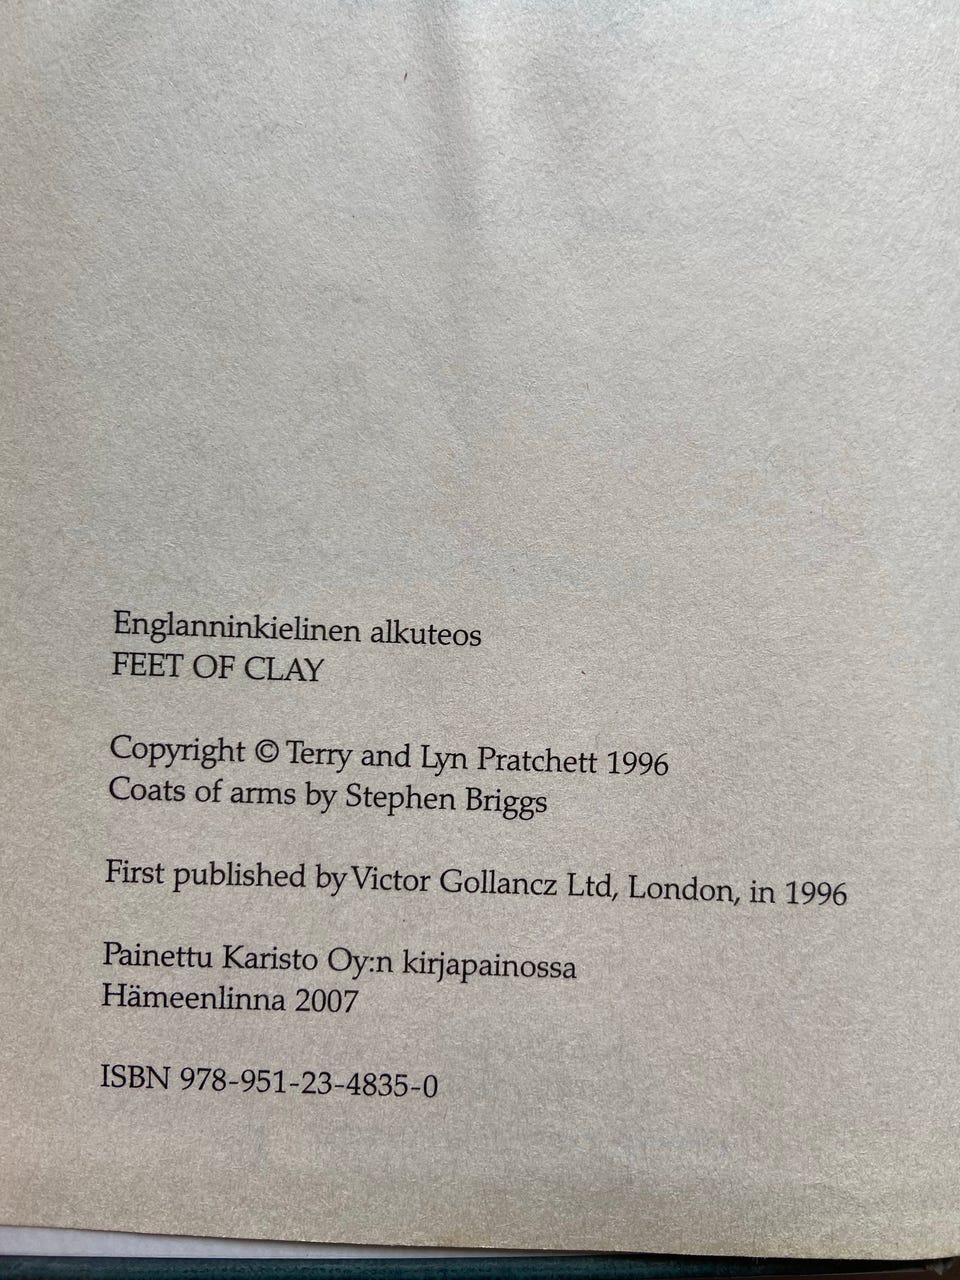 Englanninkielinen alkuteos
FEET OF CLAY
Copyright © Terry and Lyn Pratchett 1996
Coats of arms by Stephen Briggs
First published by Victor Gollancz Ltd, London, in 1996
Painettu Karisto Oy:n kirjapainossa
Hämeenlinna 2007
ISBN 978-951-23-4835-0